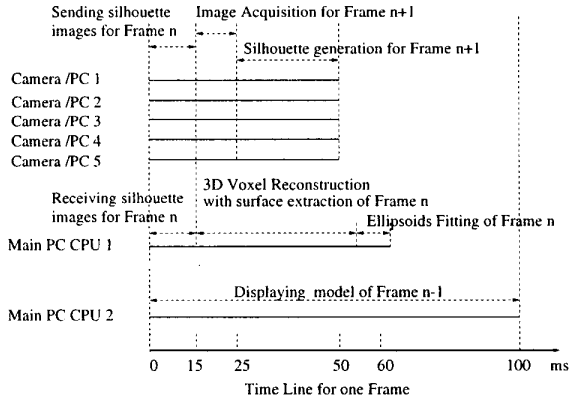 Sending silhouette
images for Frame n
Image Acquisition for Frame n+1
Silhouette generation for Frame n+1
Camera /PC 1
Camera /PC 2
Camera /PC 3
Camera /PC 4
Camera /PC 5
Receiving silhouette
images for Frame n
3D Voxel Reconstruction
with surface extraction of Frame n
Ellipsoids Fitting of Frame n
Main PC CPU 1
Displaying model of Frame n-1
Main PC CPU 2
0 15 25 50 60 100 ms
Time Line for one Frame